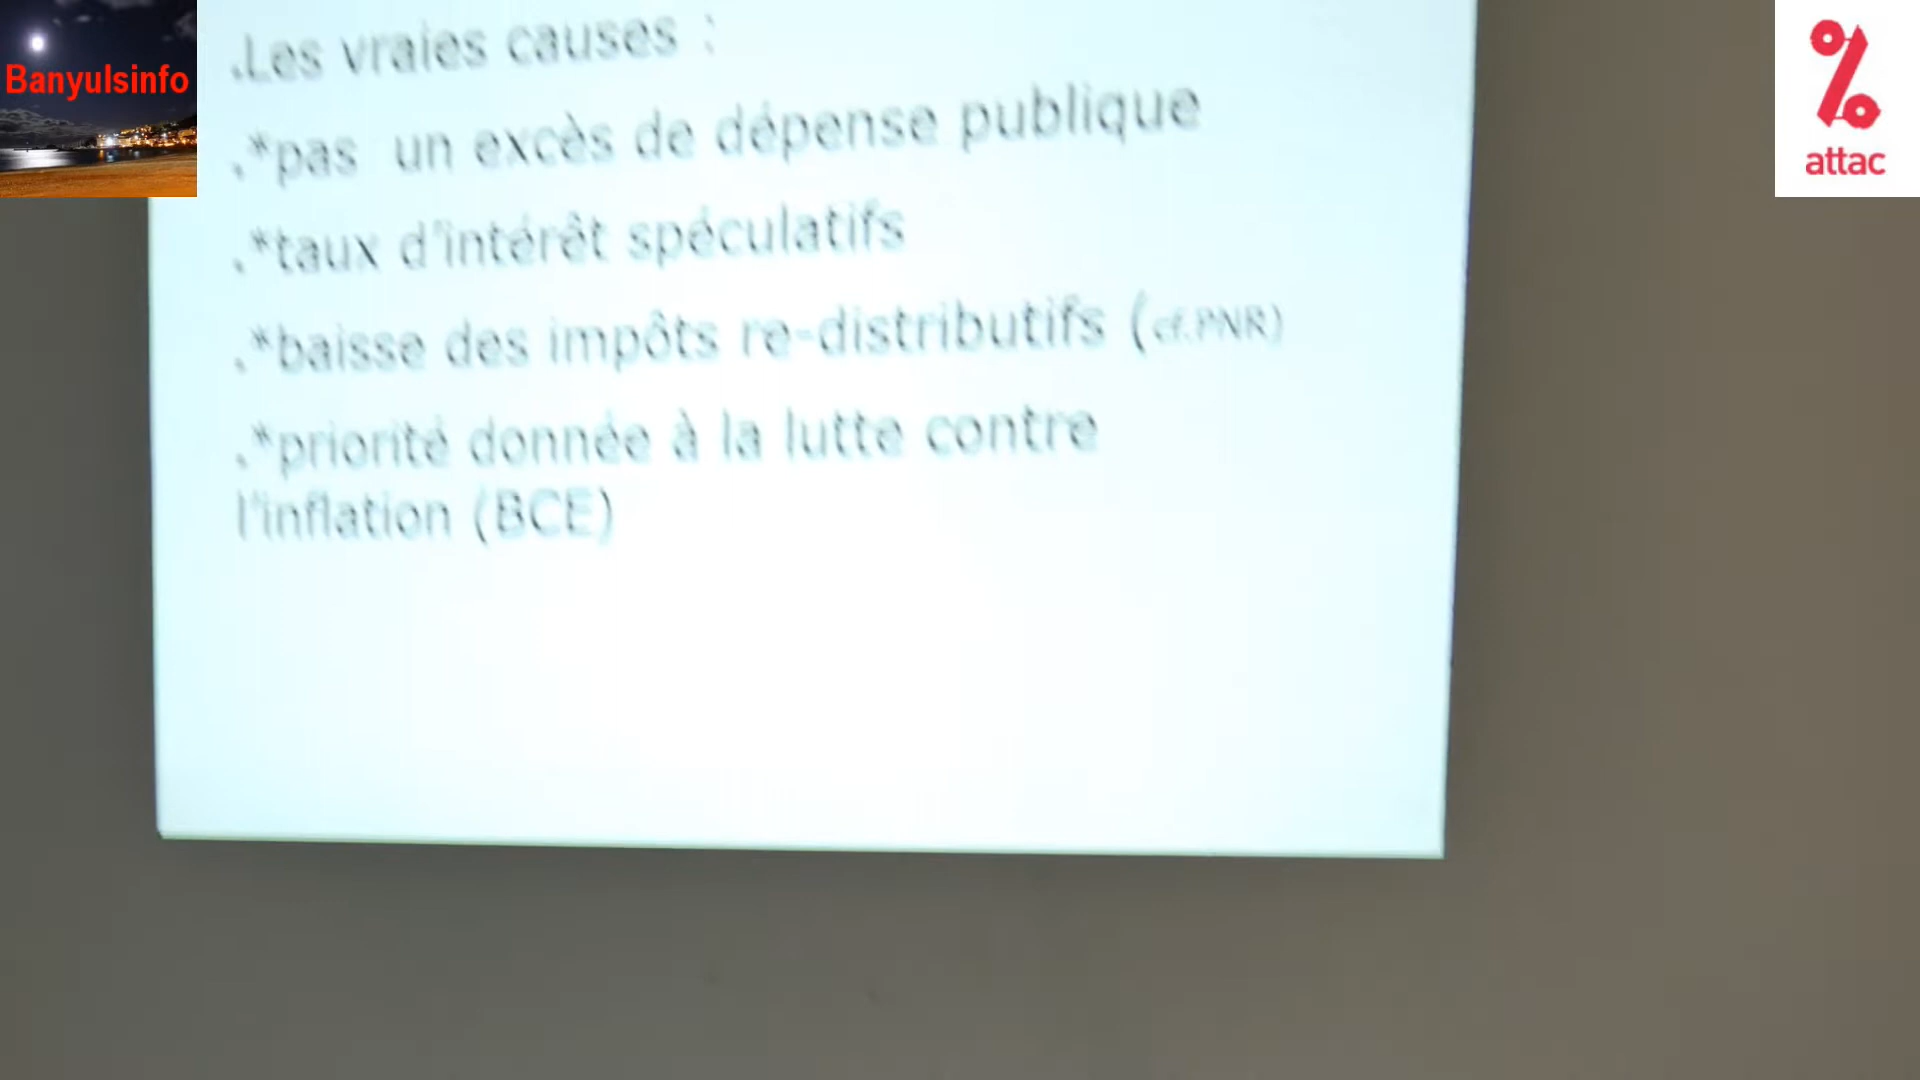 Banyulsinfo
.Les vraies causes :
.*pas un excès de dépense publique
.*taux d'intérêt spéculatifs
.*baisse des impôts re-distributifs (cf.PNR)
.*priorité donnée à la lutte contre
l'inflation (BCE)
%
attac